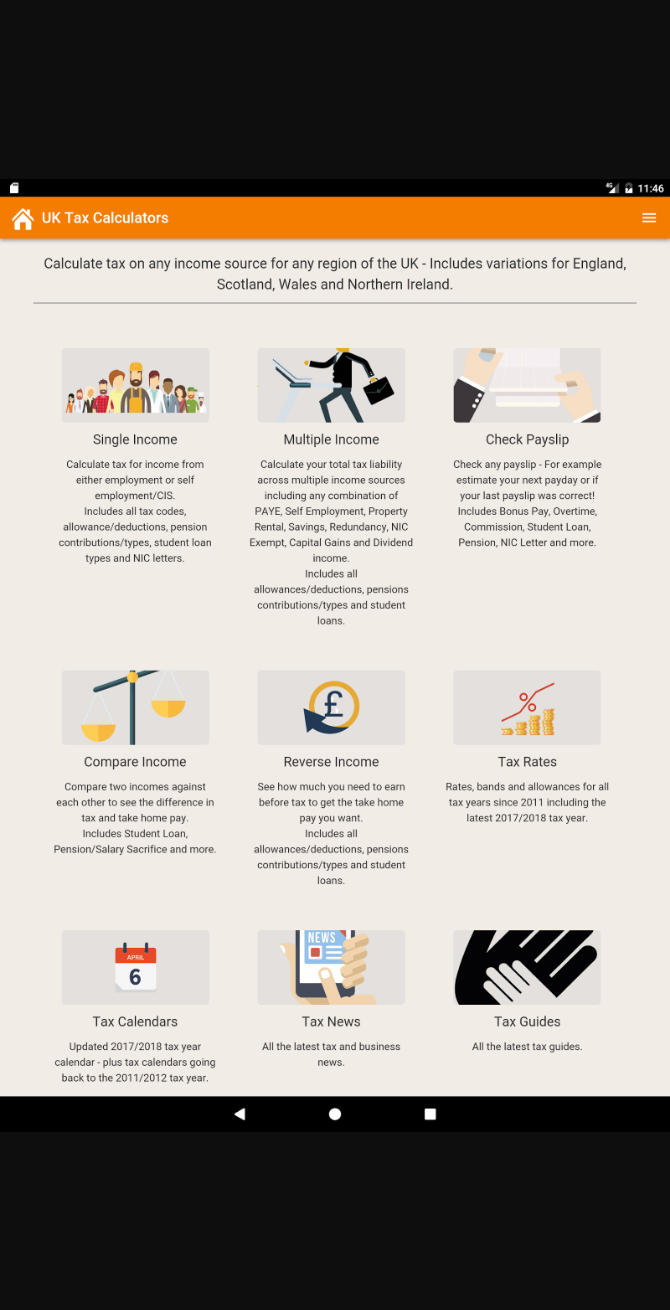 4G 11:46
UK Tax Calculators
Calculate tax on any income source for any region of the UK - Includes variations for England,
Scotland, Wales and Northern Ireland.
Single Income
Calculate tax for income from
either employment or self
employment/CIS.
Includes all tax codes,
allowance/deductions, pension
contributions/types, student loan
types and NIC letters.
Multiple Income
Calculate your total tax liability
across multiple income sources
including any combination of
PAYE, Self Employment, Property
Rental, Savings, Redundancy, NIC
Exempt, Capital Gains and Dividend
income.
Includes all
allowances/deductions, pensions
contributions/types and student
loans.
Check Payslip
Check any payslip - For example
estimate your next payday or if
your last payslip was correct!
Includes Bonus Pay, Overtime,
Commission, Student Loan,
Pension, NIC Letter and more.
Compare Income
Compare two incomes against
each other to see the difference in
tax and take home pay.
Includes Student Loan,
Pension/Salary Sacrifice and more.
£
Reverse Income
See how much you need to earn
before tax to get the take home
pay you want.
Includes all
allowances/deductions, pensions
contributions/types and student
loans.
%
Tax Rates
Rates, bands and allowances for all
tax years since 2011 including the
latest 2017/2018 tax year.
APRIL
6
Tax Calendars
Updated 2017/2018 tax year
calendar - plus tax calendars going
back to the 2011/2012 tax year.
NEWS
Tax News
All the latest tax and business
news.
Tax Guides
All the latest tax guides.